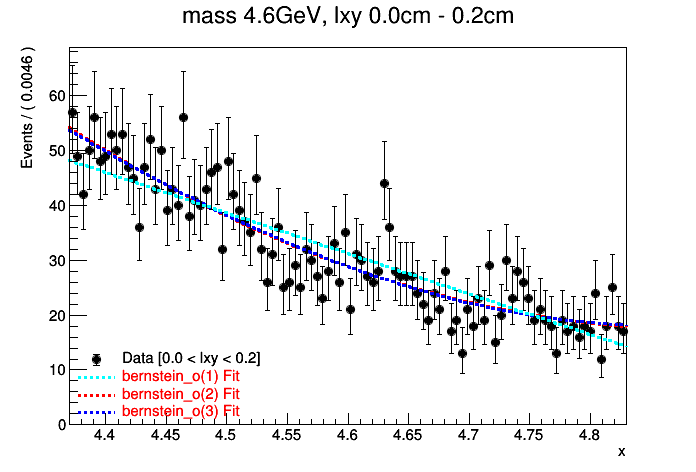 mass 4.6GeV, lxy 0.0cm - 0.2cm
Events / ( 0.0046 )
60
50
40
30
20
10
0
Data [0.0 < lxy < 0.2]
bernstein_o(1) Fit
bernstein_o(2) Fit
bernstein_o(3) Fit
4.4 4.45 4.5 4.55 4.6 4.65 4.7 4.75 4.8
x